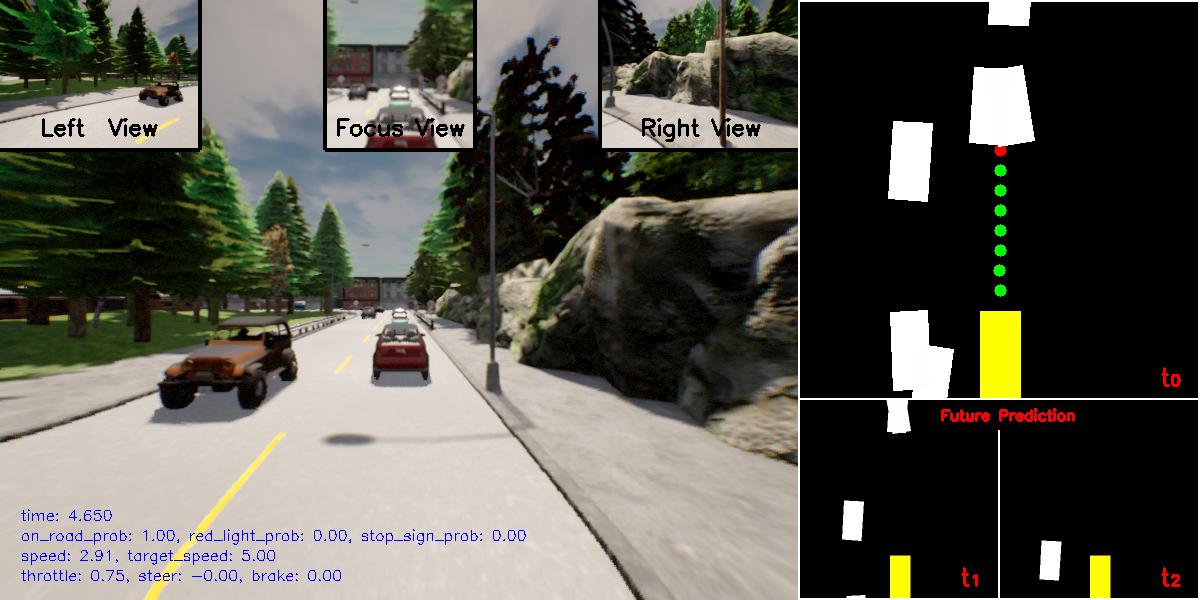 Left View
Focus View
Right View
t0
Future Prediction
t1
t2
time: 4.650
on_road_prob: 1.00, red_light_prob: 0.00, stop_sign_prob: 0.00
speed: 2.91, target_speed: 5.00
throttle: 0.75, steer: −0.00, brake: 0.00